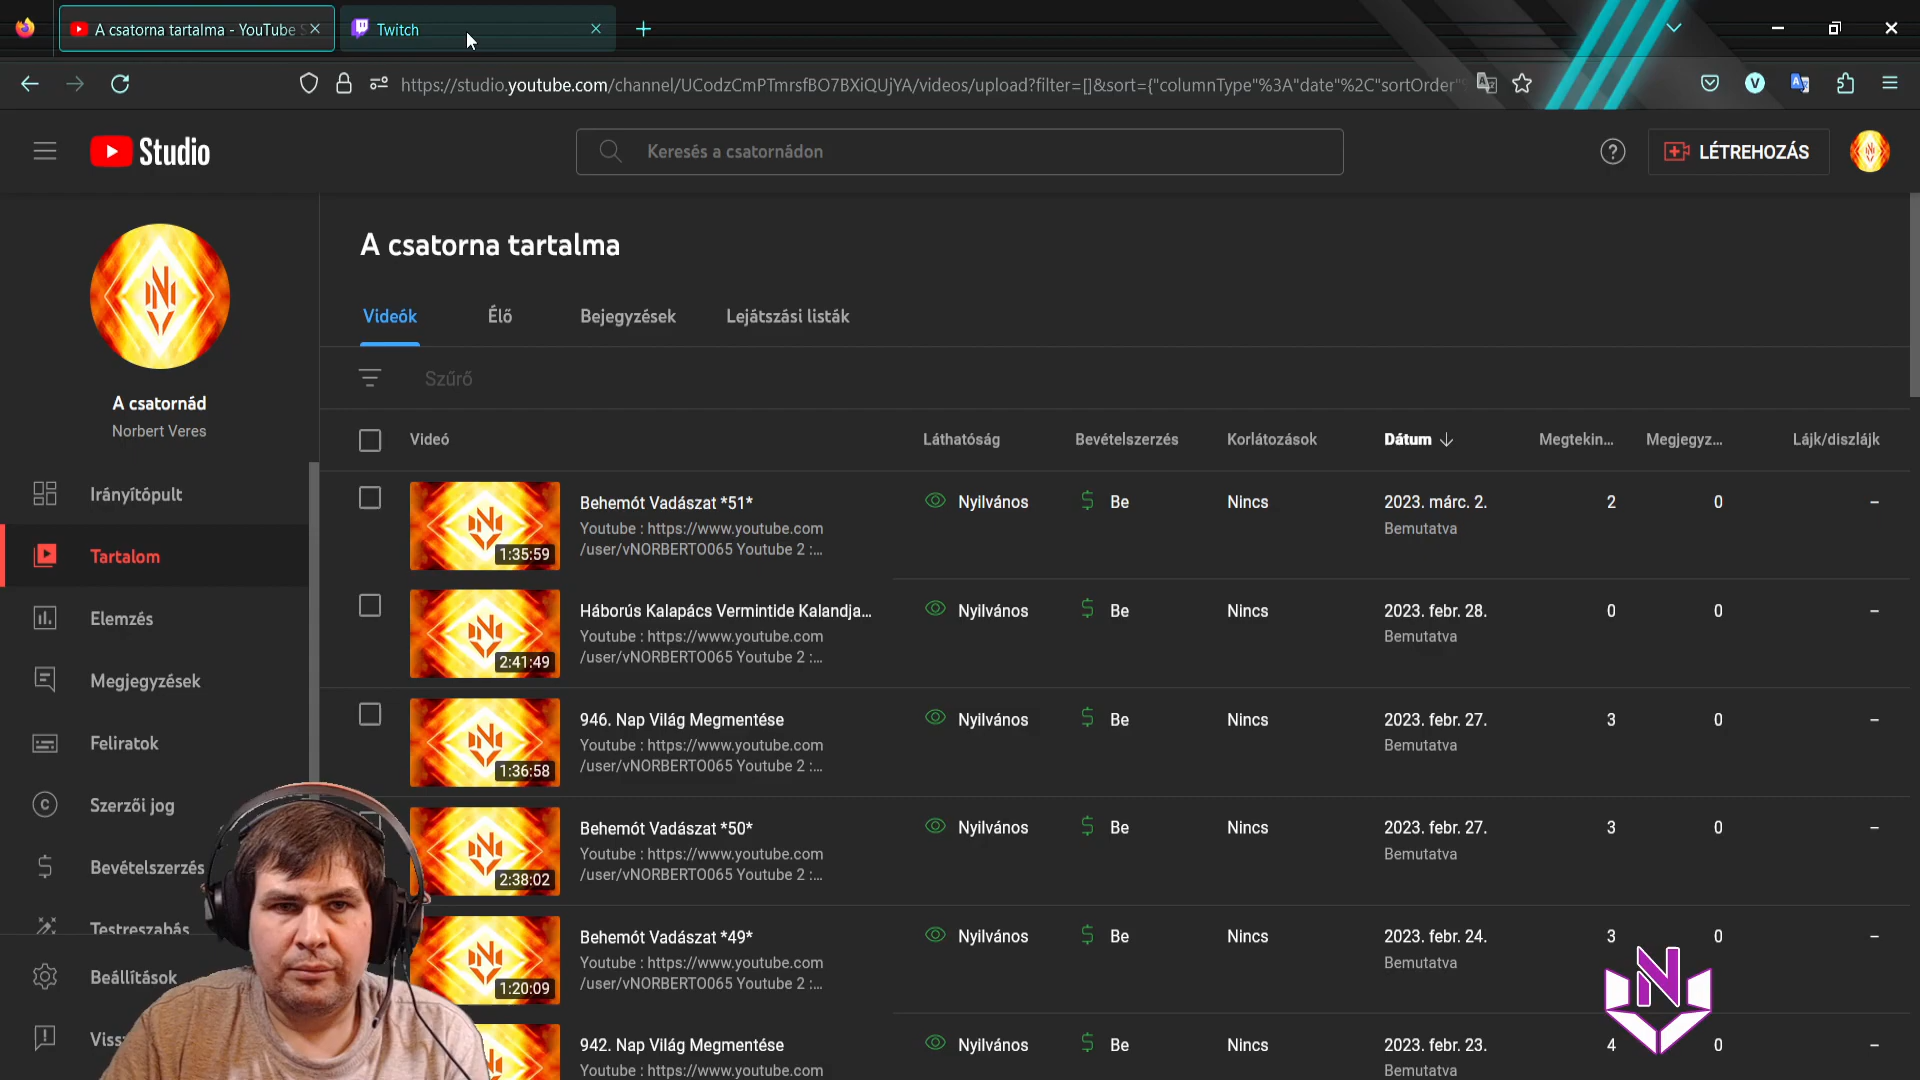 A csatorna tartalma - YouTube S
Twitch
https://studio.youtube.com/channel/UCodzCmPTmrsfBO7BXiQUjYA/videos/upload?filter=[]&sort={"columnType"%3A"date"%2C"sortOrder"
Studio
Keresés a csatornádon
LÉTREHOZÁS
A csatorna tartalma
Videók
Élő
Bejegyzések
Lejátszási listák
Szűrő
A csatornád
Norbert Veres
Irányítópult
Tartalom
Elemzés
Megjegyzések
Feliratok
Szerzői jog
Bevételszerzés
Testreszabás
Beállítások
Viss
Videó
Láthatóság
Bevételszerzés
Korlátozások
Dátum
Megtekin...
Megjegyz...
Lájk/diszlájk
Behemót Vadászat *51*
Youtube : https://www.youtube.com
/user/vNORBERTO065 Youtube 2 :...
1:35:59
Nyilvános
Be
Nincs
2023. márc. 2.
Bemutatva
2
0
–
Háborús Kalapács Vermintide Kalandja...
Youtube : https://www.youtube.com
/user/vNORBERTO065 Youtube 2 :...
2:41:49
Nyilvános
Be
Nincs
2023. febr. 28.
Bemutatva
0
0
–
946. Nap Világ Megmentése
Youtube : https://www.youtube.com
/user/vNORBERTO065 Youtube 2 :...
1:36:58
Nyilvános
Be
Nincs
2023. febr. 27.
Bemutatva
3
0
–
Behemót Vadászat *50*
Youtube : https://www.youtube.com
/user/vNORBERTO065 Youtube 2 :...
2:38:02
Nyilvános
Be
Nincs
2023. febr. 27.
Bemutatva
3
0
–
Behemót Vadászat *49*
Youtube : https://www.youtube.com
/user/vNORBERTO065 Youtube 2 :...
1:20:09
Nyilvános
Be
Nincs
2023. febr. 24.
Bemutatva
3
0
–
942. Nap Világ Megmentése
Youtube : https://www.youtube.com
Nyilvános
Be
Nincs
2023. febr. 23.
Bemutatva
4
0
–